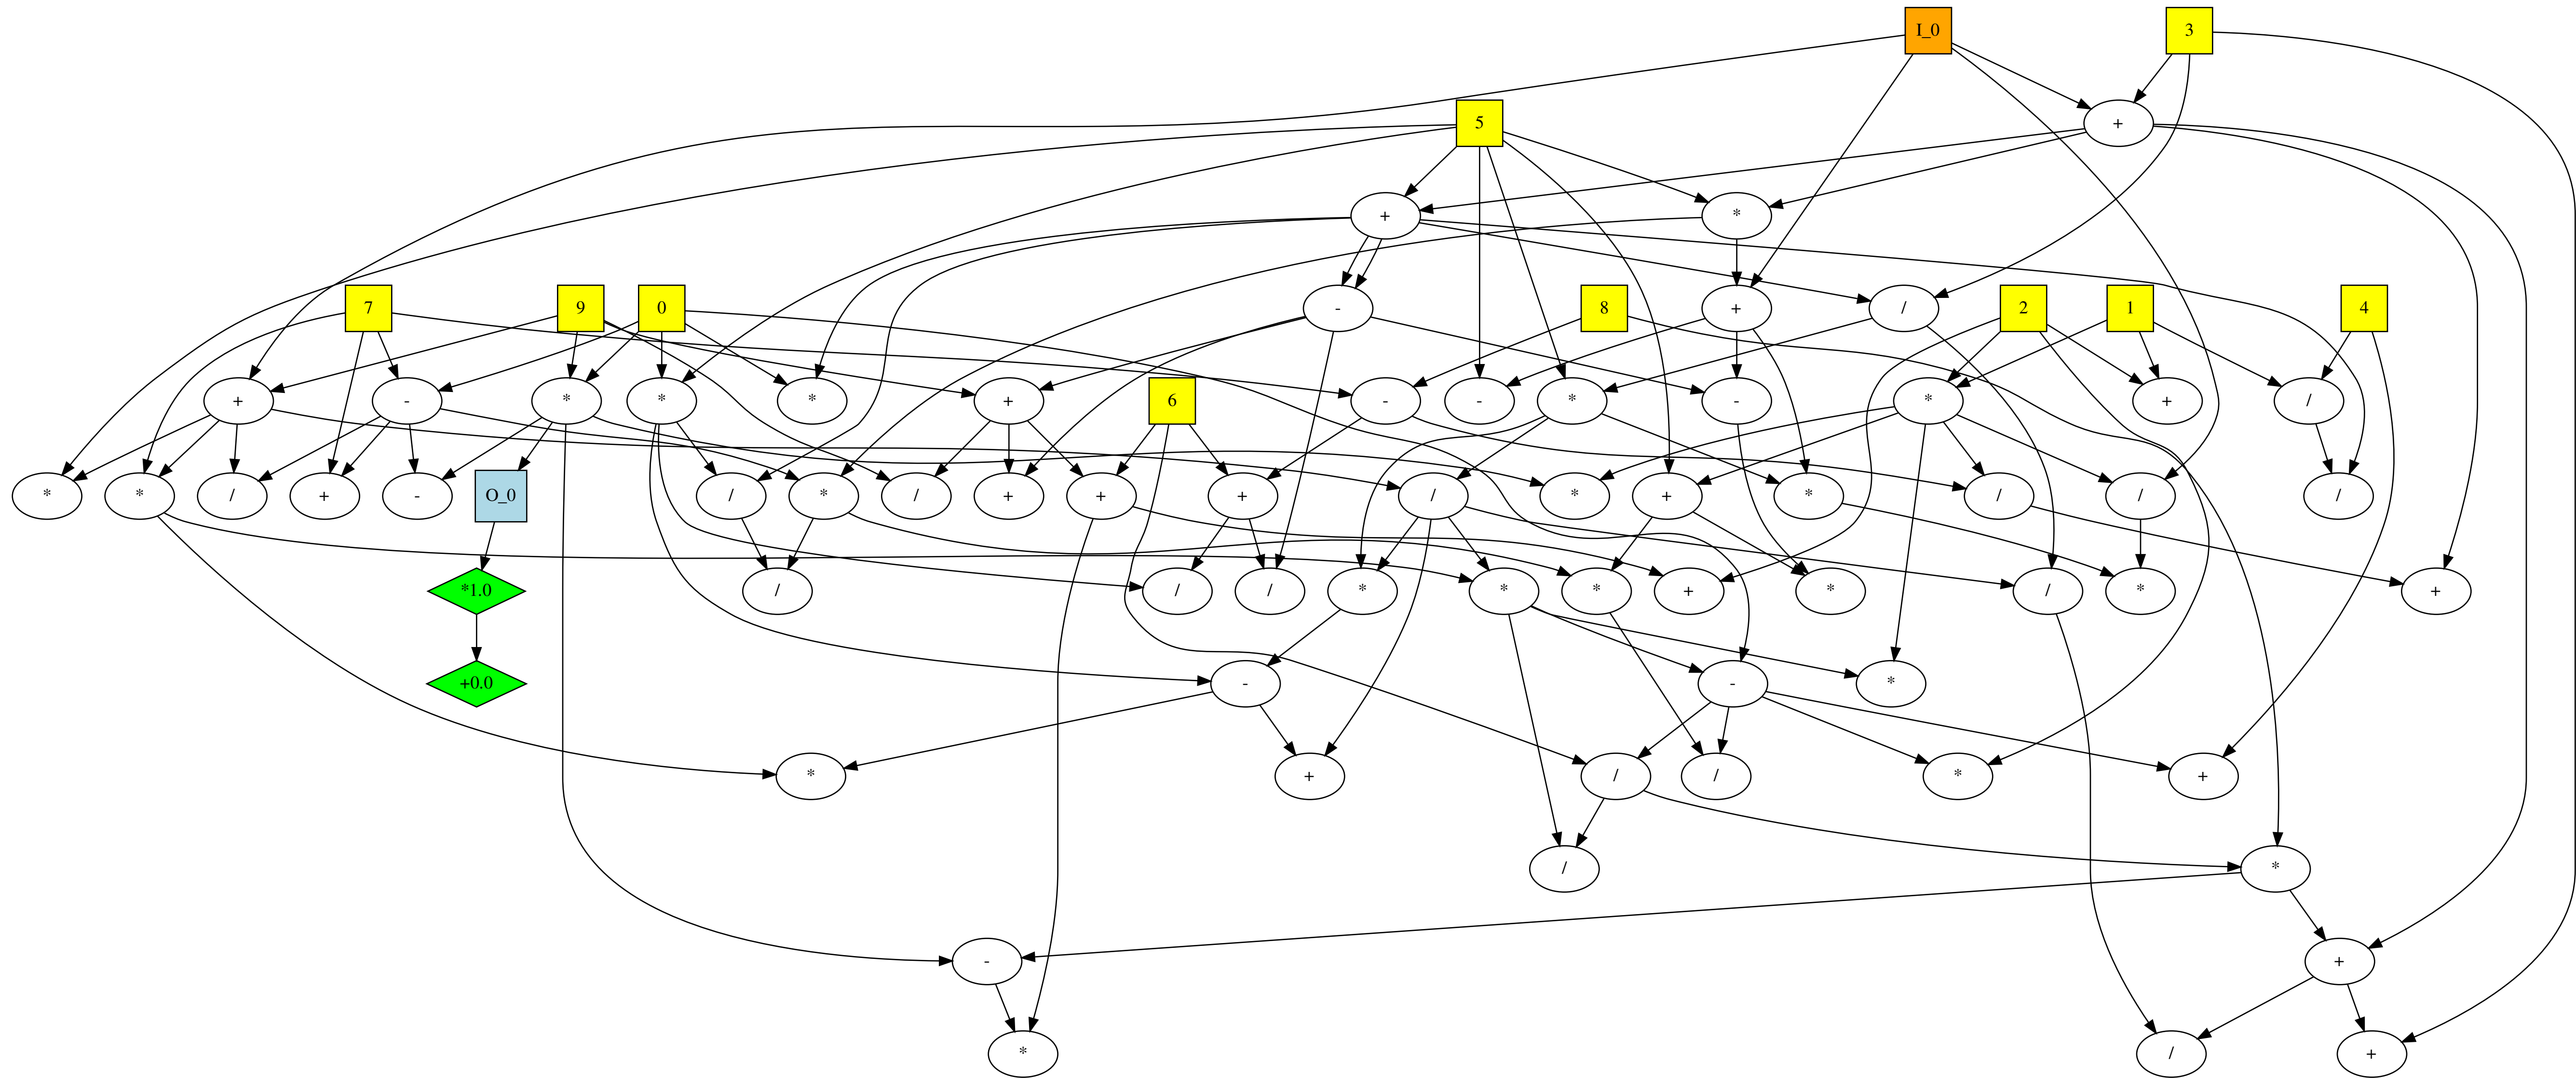 I_0 3
5 +
+ *
7 9 0 - 8 + / 2 1 4
+ - * * * + 6 - - * - * + /
* * / + - O_0 / * / + + + / * + * / / /
*1.0 / / / * * * + * / * +
+0.0 - - *
* + / / * +
/ *
- +
* / +